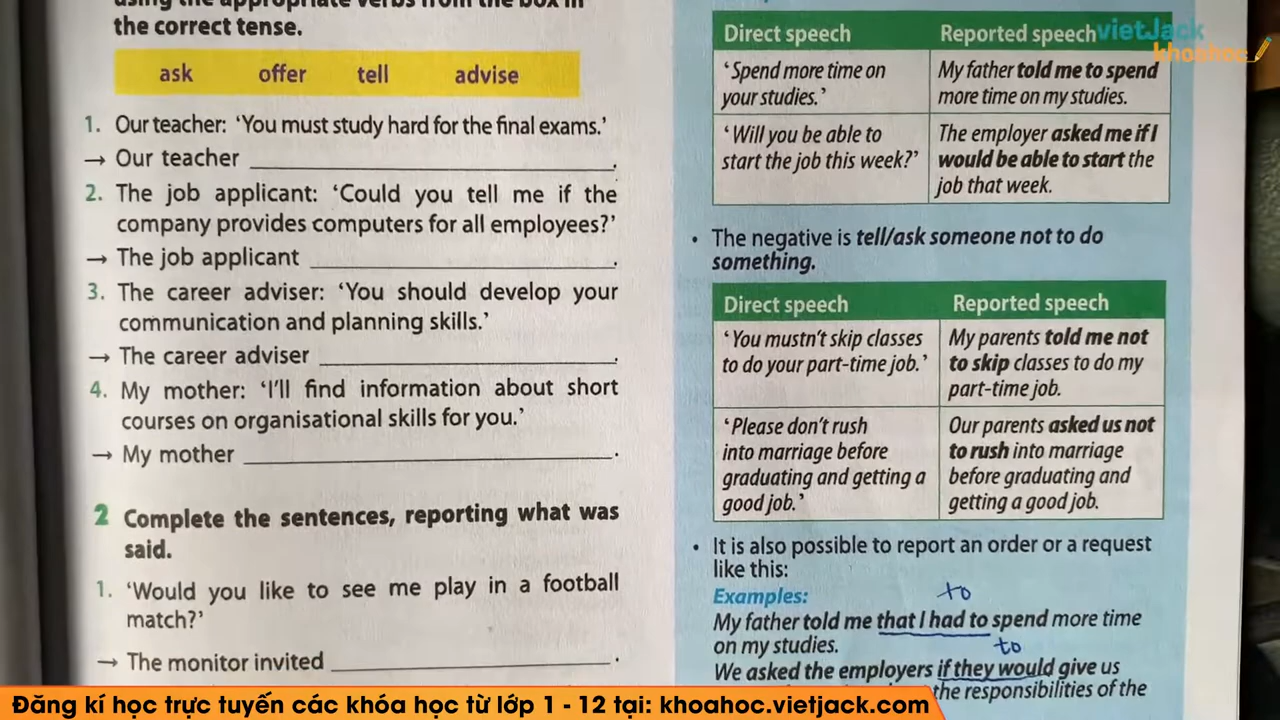 using the appropriate verbs from the box in
the correct tense.
ask offer tell advise
1. Our teacher: ‘You must study hard for the final exams.’
→ Our teacher ____________.
2. The job applicant: ‘Could you tell me if the
company provides computers for all employees?’
→ The job applicant ____________.
3. The career adviser: ‘You should develop your
communication and planning skills.’
→ The career adviser ____________.
4. My mother: ‘I'll find information about short
courses on organisational skills for you.’
→ My mother ____________.
2 Complete the sentences, reporting what was
said.
1. ‘Would you like to see me play in a football
match?’
→ The monitor invited ____________.
Direct speech Reported speech
‘Spend more time on
your studies.’
My father told me to spend
more time on my studies.
‘Will you be able to
start the job this week?’
The employer asked me if I
would be able to start the
job that week.
• The negative is tell/ask someone not to do
something.
Direct speech Reported speech
‘You mustn't skip classes
to do your part-time job.’
My parents told me not
to skip classes to do my
part-time job.
‘Please don't rush
into marriage before
graduating and getting a
good job.’
Our parents asked us not
to rush into marriage
before graduating and
getting a good job.
• It is also possible to report an order or a request
like this:
Examples:
to
My father told me that I had to spend more time
on my studies.
to
We asked the employers if they would give us
the responsibilities of the
vietJack
khoahoc
Đăng kí học trực tuyến các khóa học từ lớp 1 - 12 tại: khoahoc.vietjack.com